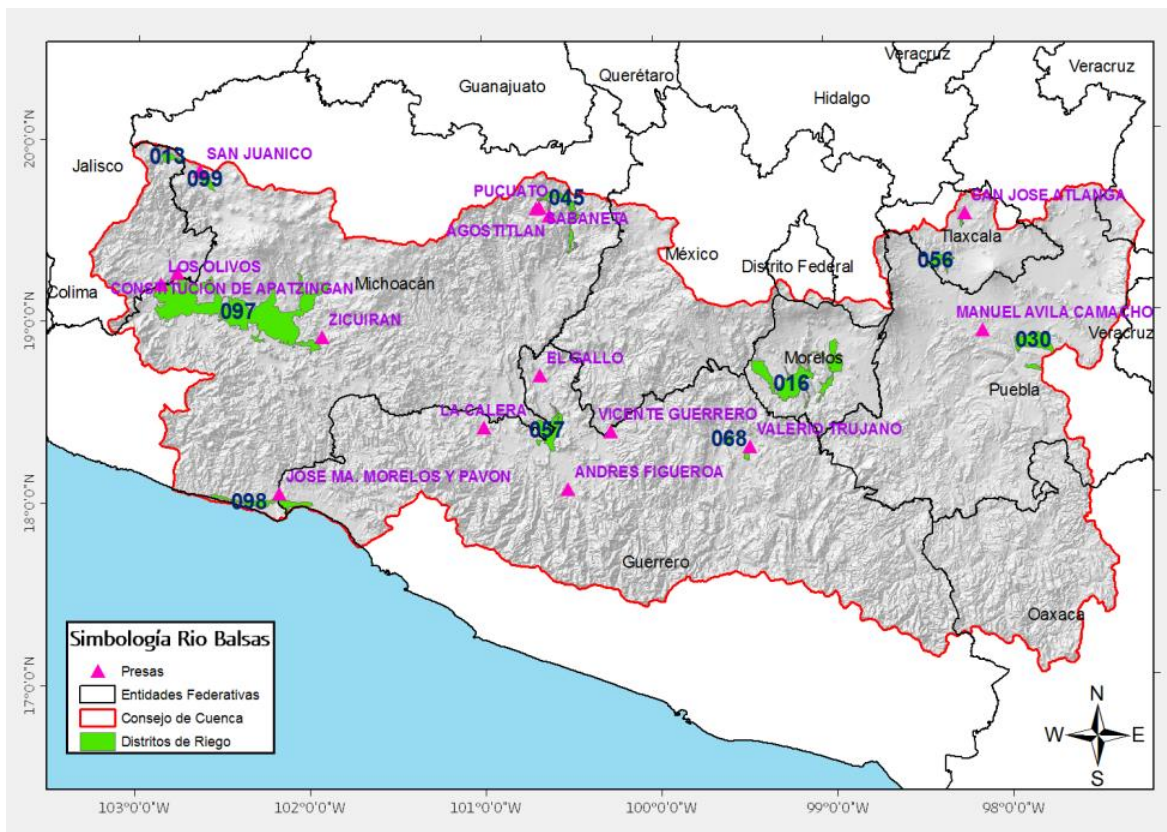 Guanajuato
Querétaro
Veracruz
Veracruz
Hidalgo
Jalisco
013
SAN JUANICO
099
PUCUATO
045
SABANETA
AGOSTITLAN
SAN JOSE ATLANGA
Tlaxcala
056
México
Distrito Federal
LOS OLIVOS
CONSTITUCIÓN DE APATZINGAN
Colima
Michoacán
097
ZICUIRAN
MANUEL AVILA CAMACHO
030
Veracruz
EL GALLO
Morelos
016
Puebla
LA CALERA
057
VICENTE GUERRERO
068
VALERIO TRUJANO
JOSE MA. MORELOS Y PAVON
098
ANDRES FIGUEROA
Guerrero
Oaxaca
20°0'0"N
19°0'0"N
18°0'0"N
17°0'0"N
Simbología Rio Balsas
Presas
Entidades Federativas
Consejo de Cuenca
Distritos de Riego
N
W E
S
103°0'0"W 102°0'0"W 101°0'0"W 100°0'0"W 99°0'0"W 98°0'0"W